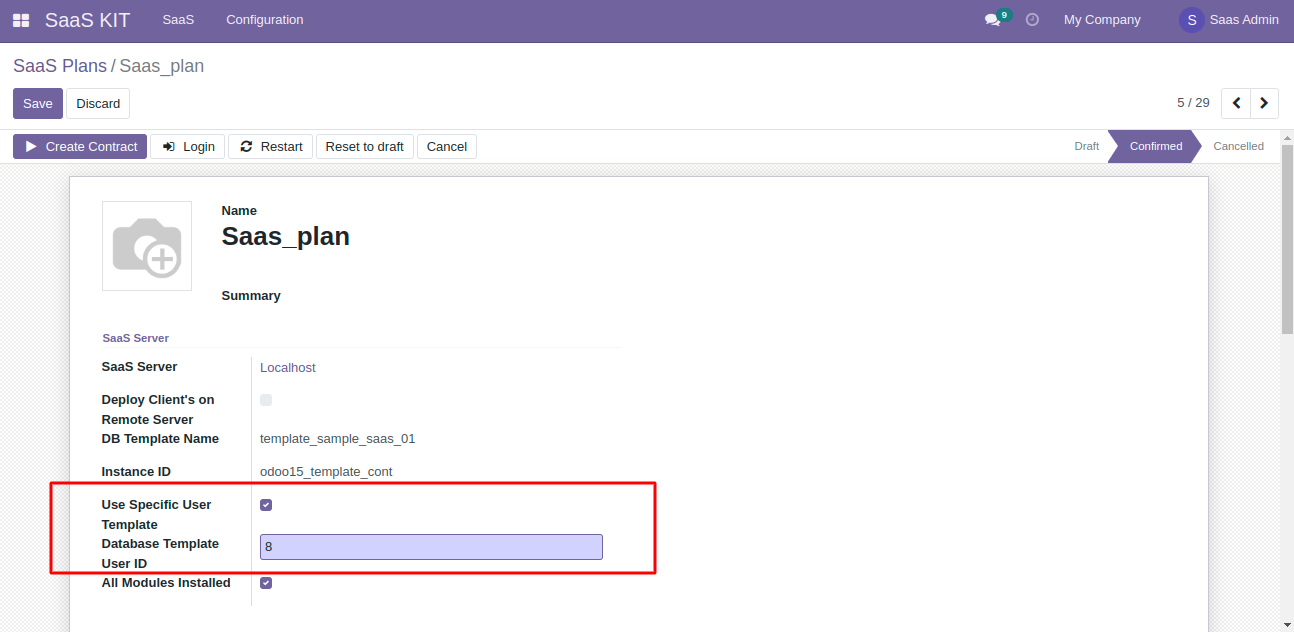 SaaS KIT SaaS Configuration 9 My Company S Saas Admin
SaaS Plans / Saas_plan
Save Discard 5 / 29
Create Contract Login Restart Reset to draft Cancel Draft Confirmed Cancelled
Name
Saas_plan
Summary
SaaS Server
SaaS Server Localhost
Deploy Client's on
Remote Server
DB Template Name template_sample_saas_01
Instance ID odoo15_template_cont
Use Specific User
Template
Database Template 8
User ID
All Modules Installed